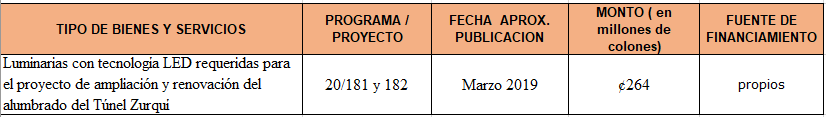 TIPO DE BIENES Y SERVICIOS
PROGRAMA /
PROYECTO
FECHA APROX.
PUBLICACION
MONTO ( en
millones de
colones)
FUENTE DE
FINANCIAMIENTO
Luminarias con tecnología LED requeridas para
el proyecto de ampliación y renovación del
alumbrado del Túnel Zurquí
20/181 y 182
Marzo 2019
¢264
propios